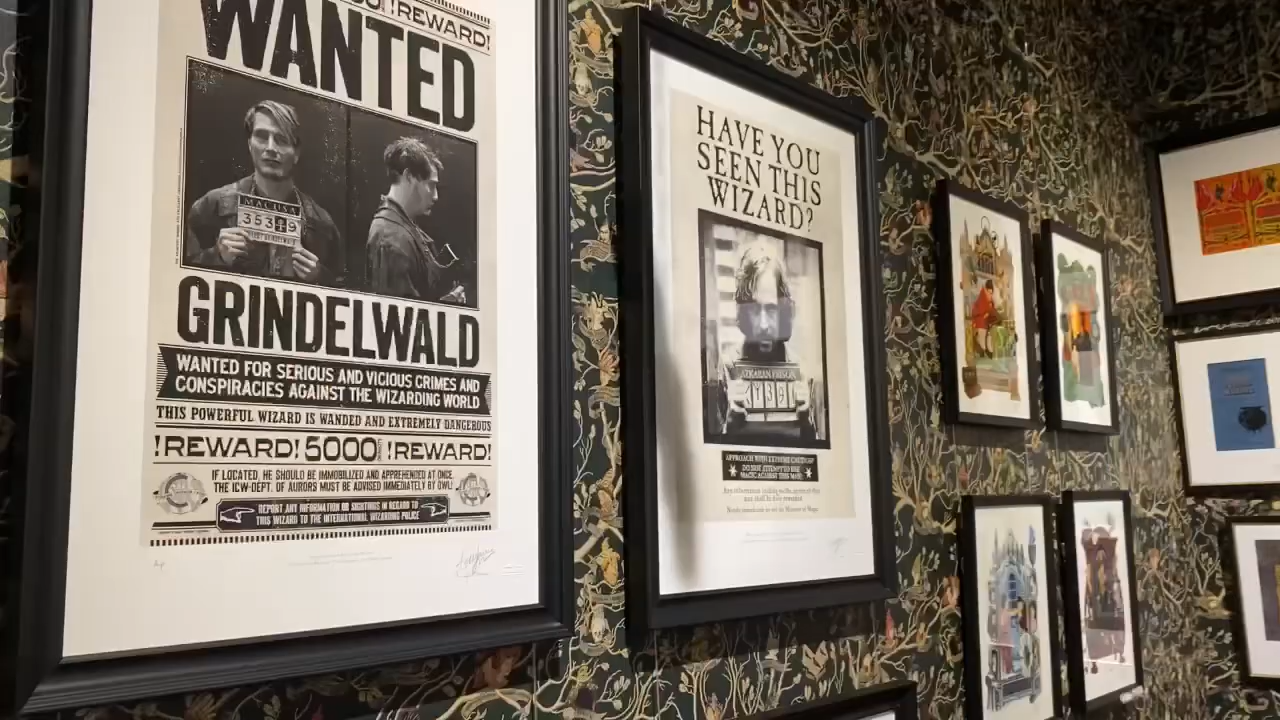 !REWARD!
WANTED
MACUSA
GRINDELWALD
WANTED FOR SERIOUS AND VICIOUS CRIMES AND
CONSPIRACIES AGAINST THE WIZARDING WORLD
THIS POWERFUL WIZARD IS WANDED AND EXTREMELY DANGEROUS
!REWARD! 5000 !REWARD!
IF LOCATED, HE SHOULD BE IMMOBILIZED AND APPREHENDED AT ONCE.
THE ICW-DEPT. OF AURORS MUST BE ADVISED IMMEDIATELY BY OWL!
REPORT ANY INFORMATION OR SIGHTINGS IN REGARD TO
THIS WIZARD TO THE INTERNATIONAL WIZARDING POLICE
HAVE YOU
SEEN THIS
WIZARD?
AZKABAN PRISON
APPROACH WITH EXTREME CAUTION!
DO NOT ATTEMPT TO USE
MAGIC AGAINST THIS MAN!